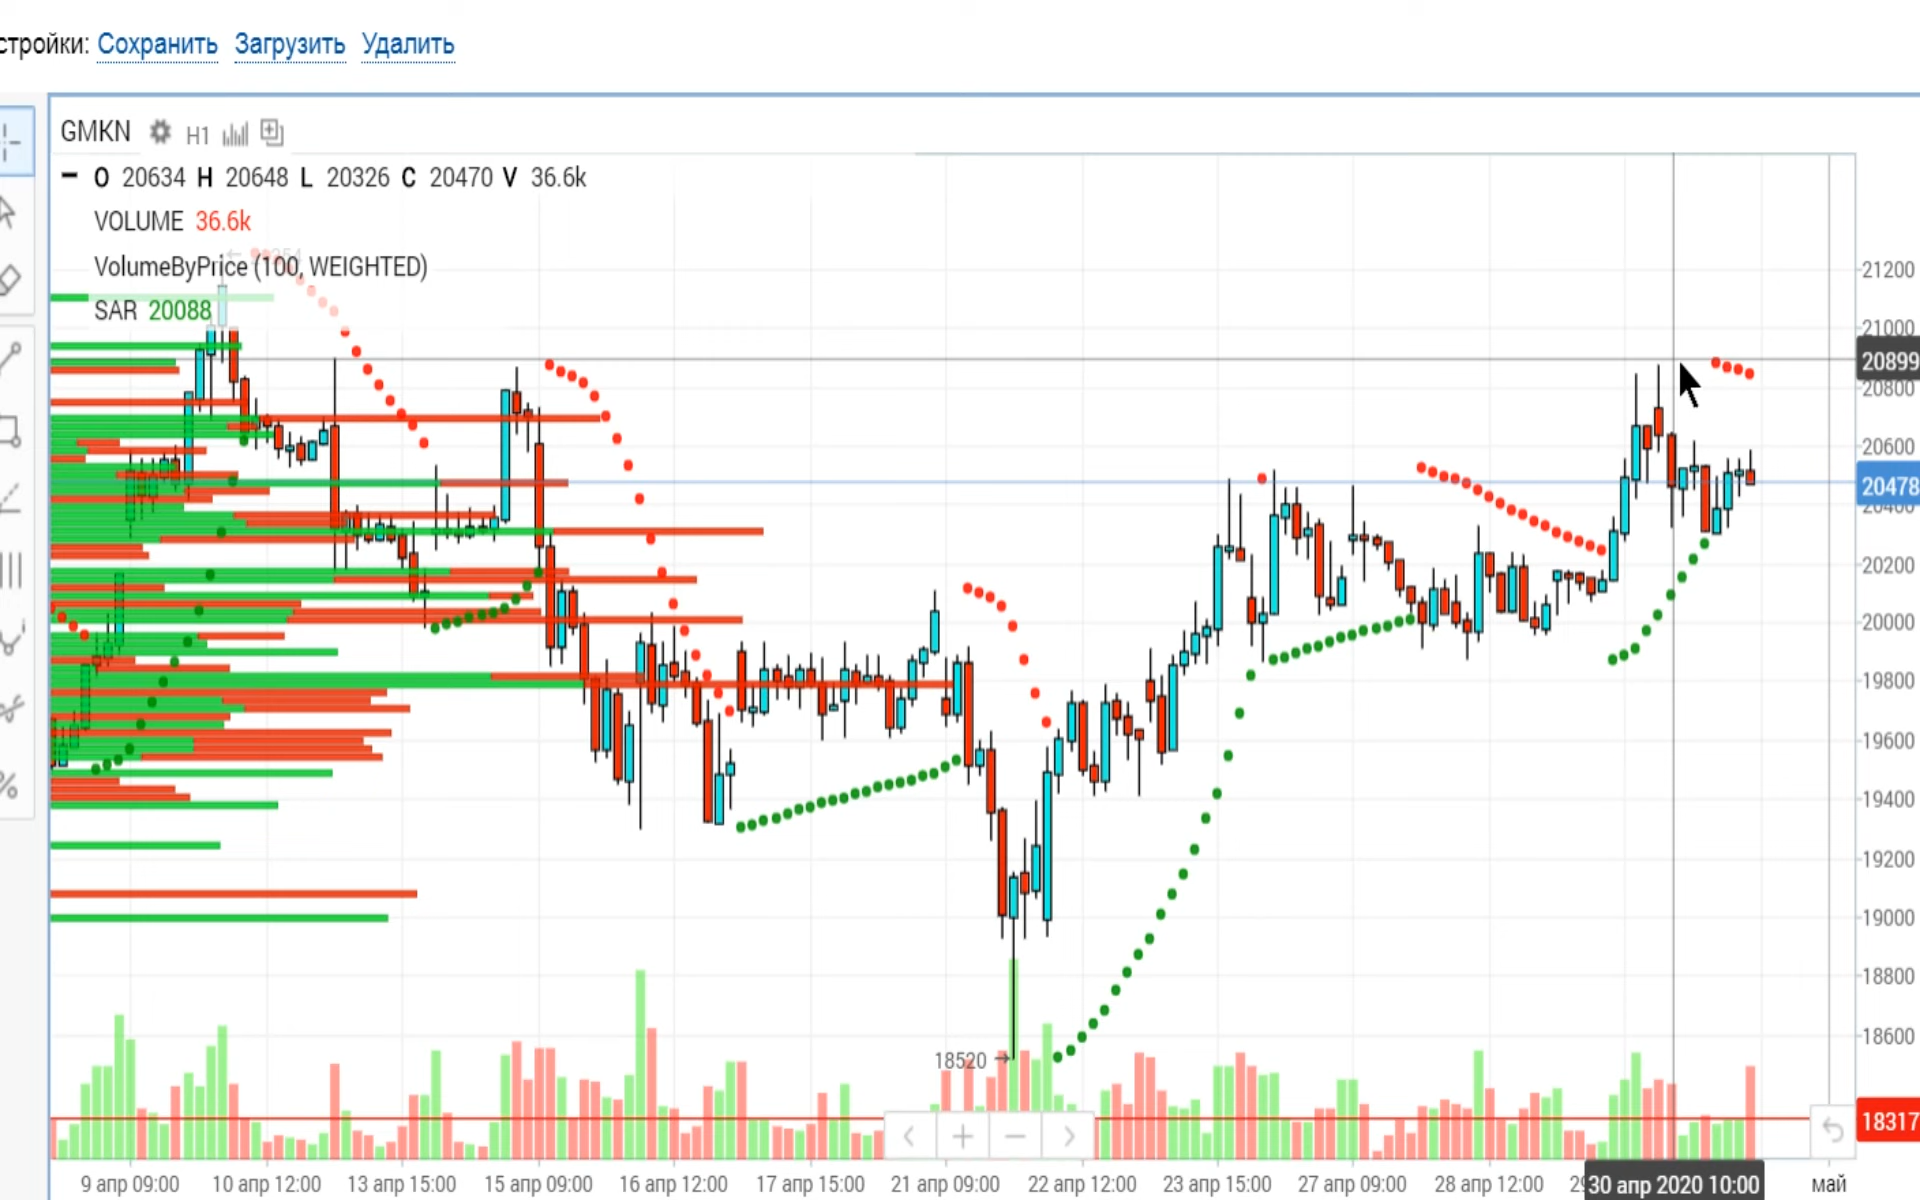 стройки: Сохранить Загрузить Удалить
GMKN H1
O 20634 H 20648 L 20326 C 20470 V 36.6k
VOLUME 36.6k
VolumeByPrice (100, WEIGHTED)
SAR 20088
21200
21000
20899
20800
20600
20478
20400
20200
20000
19800
19600
19400
19200
19000
18800
18600
18520
18317
9 апр 09:00 10 апр 12:00 13 апр 15:00 15 апр 09:00 16 апр 12:00 17 апр 15:00 21 апр 09:00 22 апр 12:00 23 апр 15:00 27 апр 09:00 28 апр 12:00 30 апр 2020 10:00 май